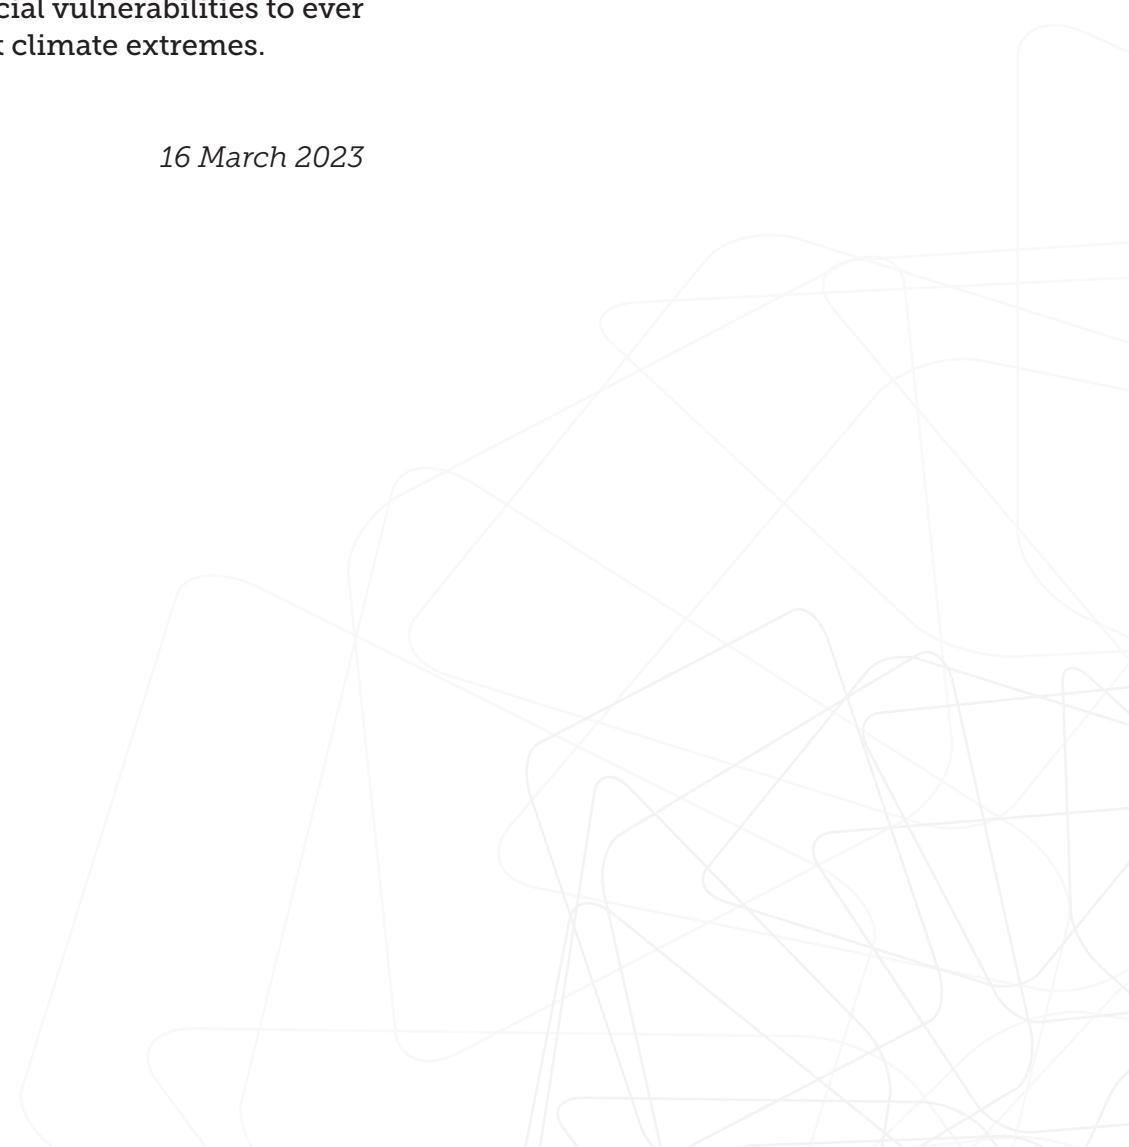 cial vulnerabilities to ever
t climate extremes.
16 March 2023